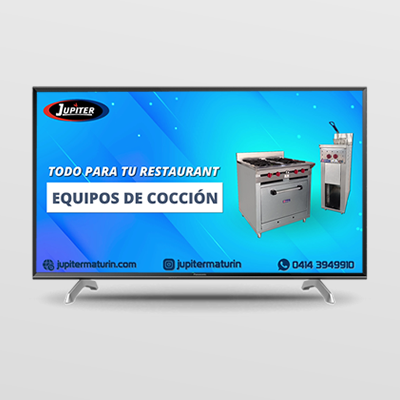 JUPITER
TODO PARA TU RESTAURANT
EQUIPOS DE COCCIÓN
jupitermaturin.com
jupitermaturin
0414 3949910